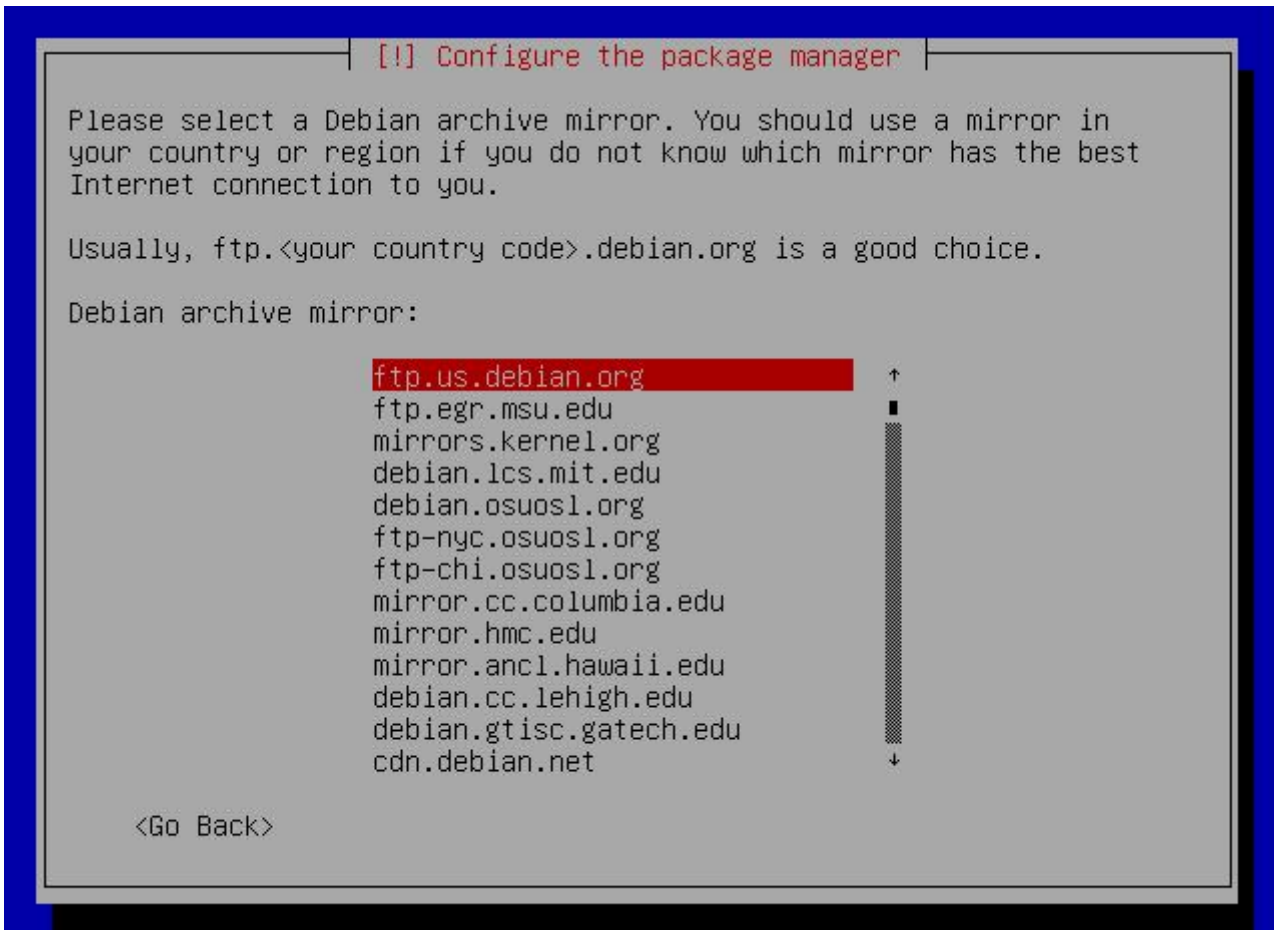 [!] Configure the package manager
Please select a Debian archive mirror. You should use a mirror in
your country or region if you do not know which mirror has the best
Internet connection to you.
Usually, ftp.<your country code>.debian.org is a good choice.
Debian archive mirror:
ftp.us.debian.org
ftp.egr.msu.edu
mirrors.kernel.org
debian.lcs.mit.edu
debian.osuosl.org
ftp-nyc.osuosl.org
ftp-chi.osuosl.org
mirror.cc.columbia.edu
mirror.hmc.edu
mirror.ancl.hawaii.edu
debian.cc.lehigh.edu
debian.gtisc.gatech.edu
cdn.debian.net
<Go Back>